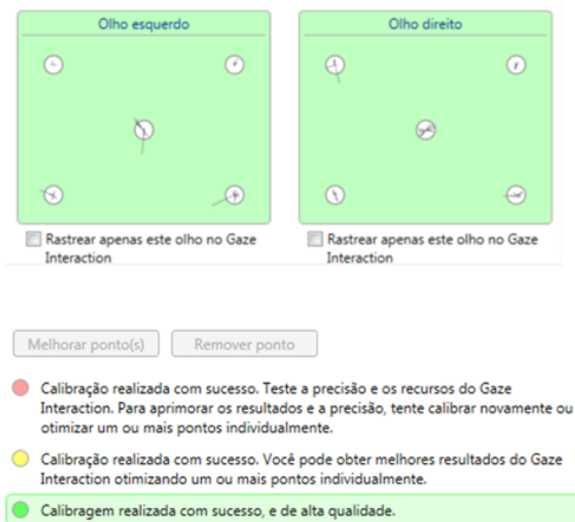 Olho esquerdo
Olho direito
Rastrear apenas este olho no Gaze
Interaction
Rastrear apenas este olho no Gaze
Interaction
Melhorar ponto(s)
Remover ponto
Calibração realizada com sucesso. Teste a precisão e os recursos do Gaze
Interaction. Para aprimorar os resultados e a precisão, tente calibrar novamente ou
otimizar um ou mais pontos individualmente.
Calibração realizada com sucesso. Você pode obter melhores resultados do Gaze
Interaction otimizando um ou mais pontos individualmente.
Calibragem realizada com sucesso, e de alta qualidade.